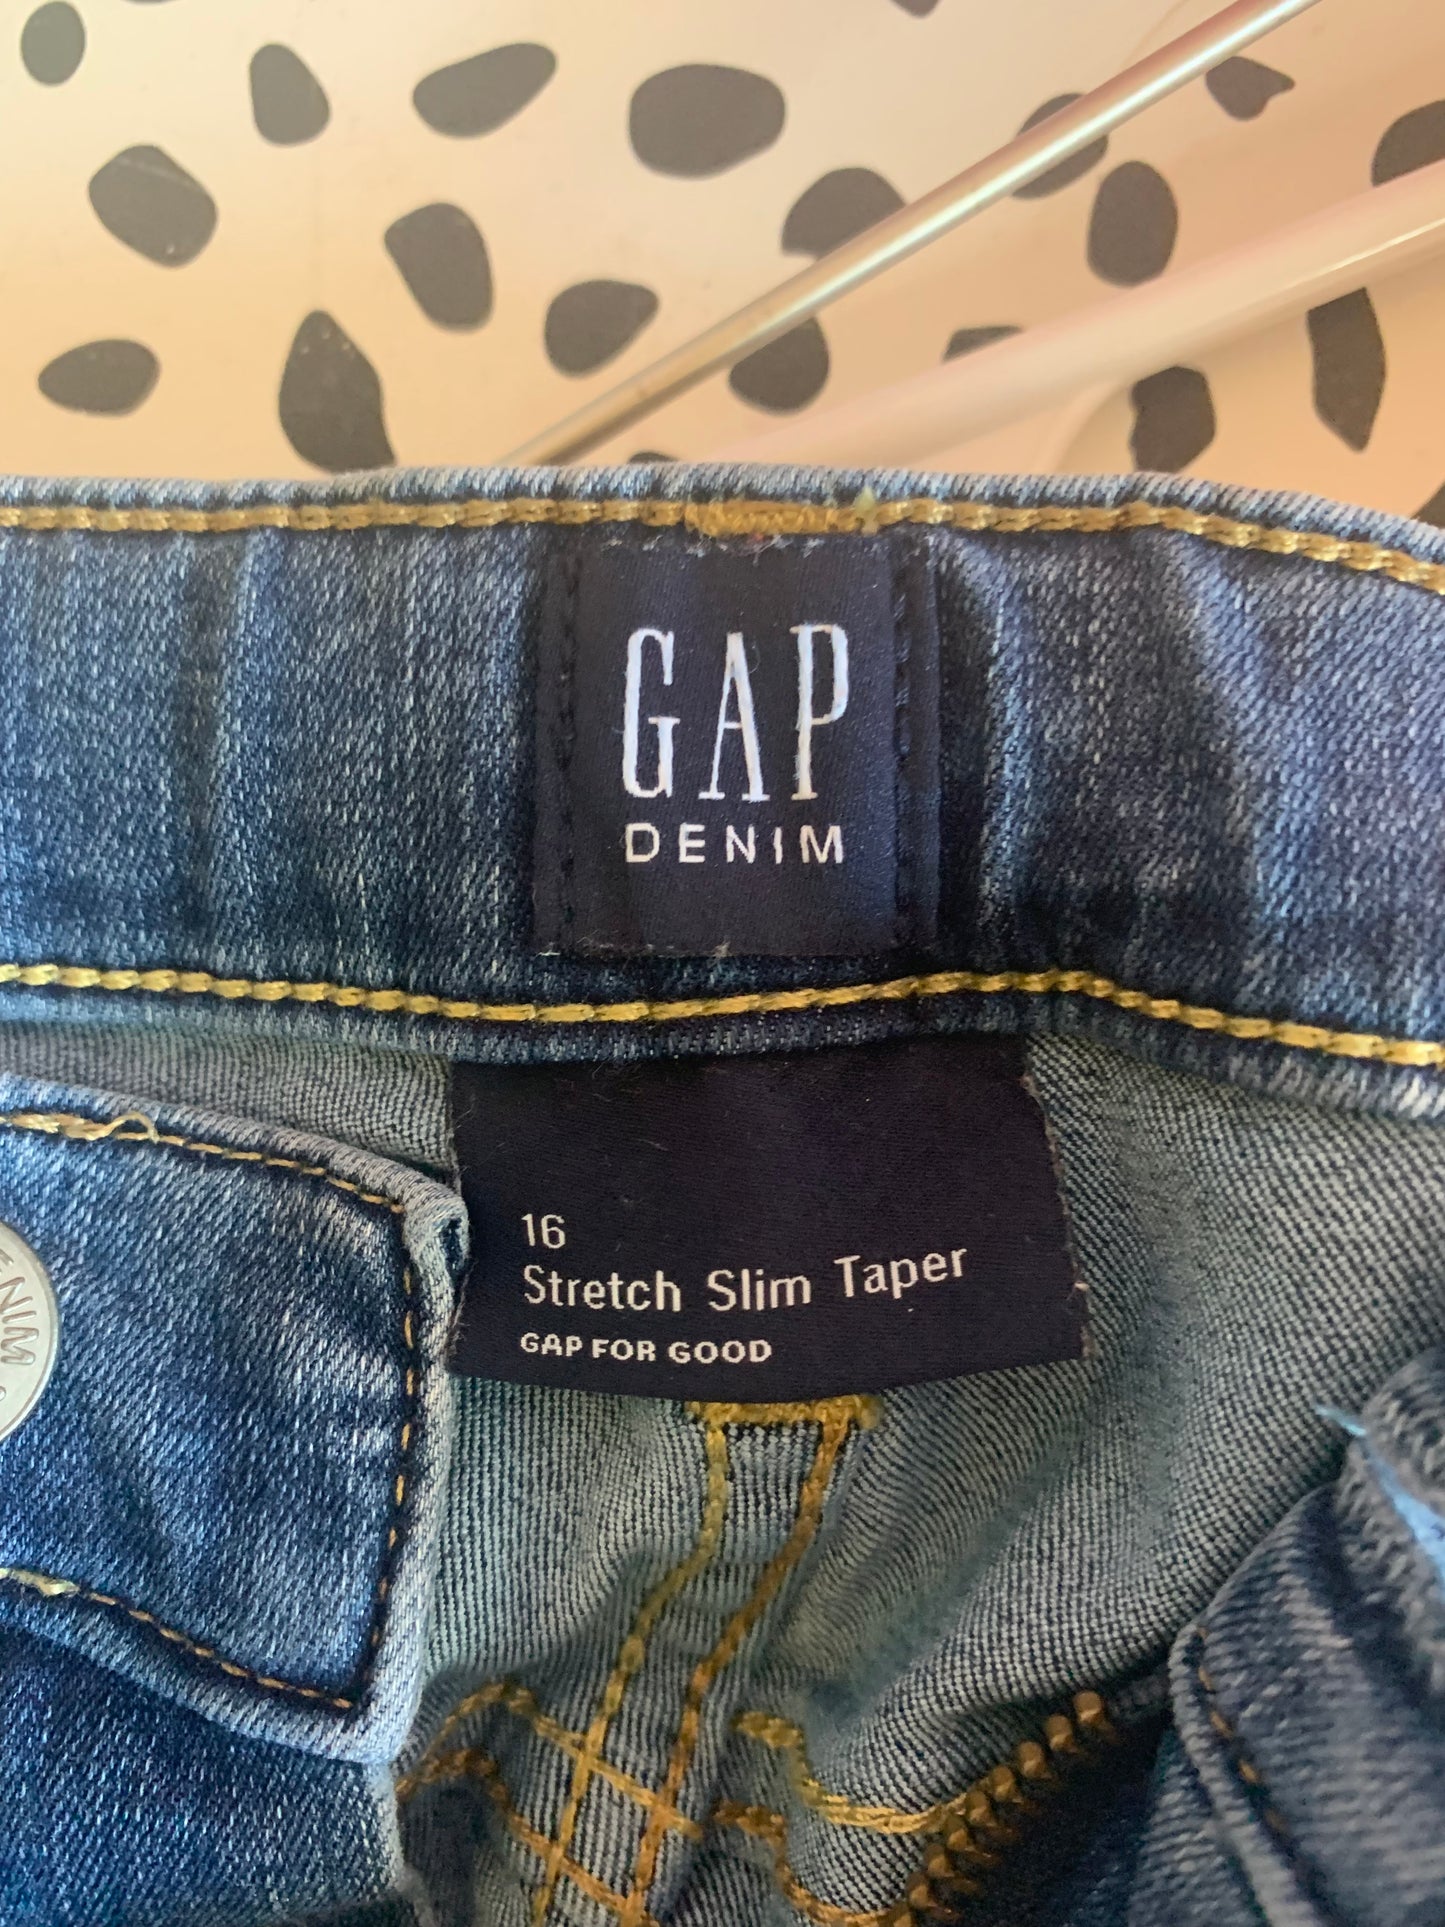 GAP
DENIM
16
Stretch Slim Taper
GAP FOR GOOD